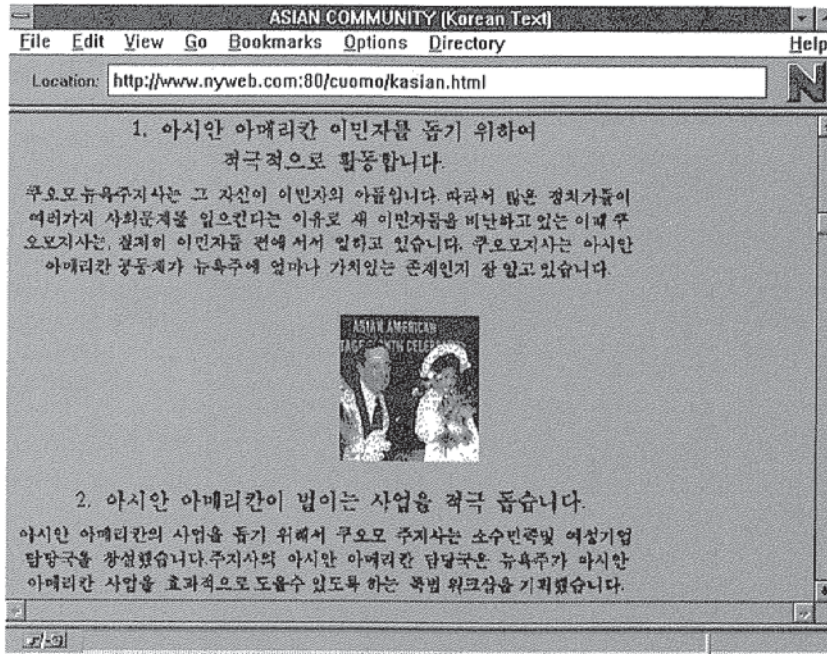 ASIAN COMMUNITY (Korean Text)
File Edit View Go Bookmarks Options Directory Help
Location: http://www.nyweb.com:80/cuomo/kasian.html
N
1. 아시안 아메리칸 이민자를 돕기 위하여
적극적으로 활동합니다.
쿠오모 뉴욕주지사는 그 자신이 이민자의 아들입니다. 따라서 많은 정치가들이
여러가지 사회문제를 일으킨다는 이유로 새 이민자들을 비난하고 있는 이때 쿠
오모지사는, 철저히 이민자들 편에 서서 일하고 있습니다. 쿠오모지사는 아시안
아메리칸 공동체가 뉴욕주에 얼마나 가치있는 존재인지 잘 알고 있습니다.
ASIAN AMERICAN
2. 아시안 아메리칸이 벌이는 사업을 적극 돕습니다.
아시안 아메리칸의 사업을 돕기 위해서 쿠오모 주지사는 소수민족및 여성기업
담당국을 창설했습니다.주지사의 아시안 아메리칸 담당국은 뉴욕주가 아시안
아메리칸 사업을 효과적으로 도울수 있도록 하는 특별 워크샵을 기획했습니다.